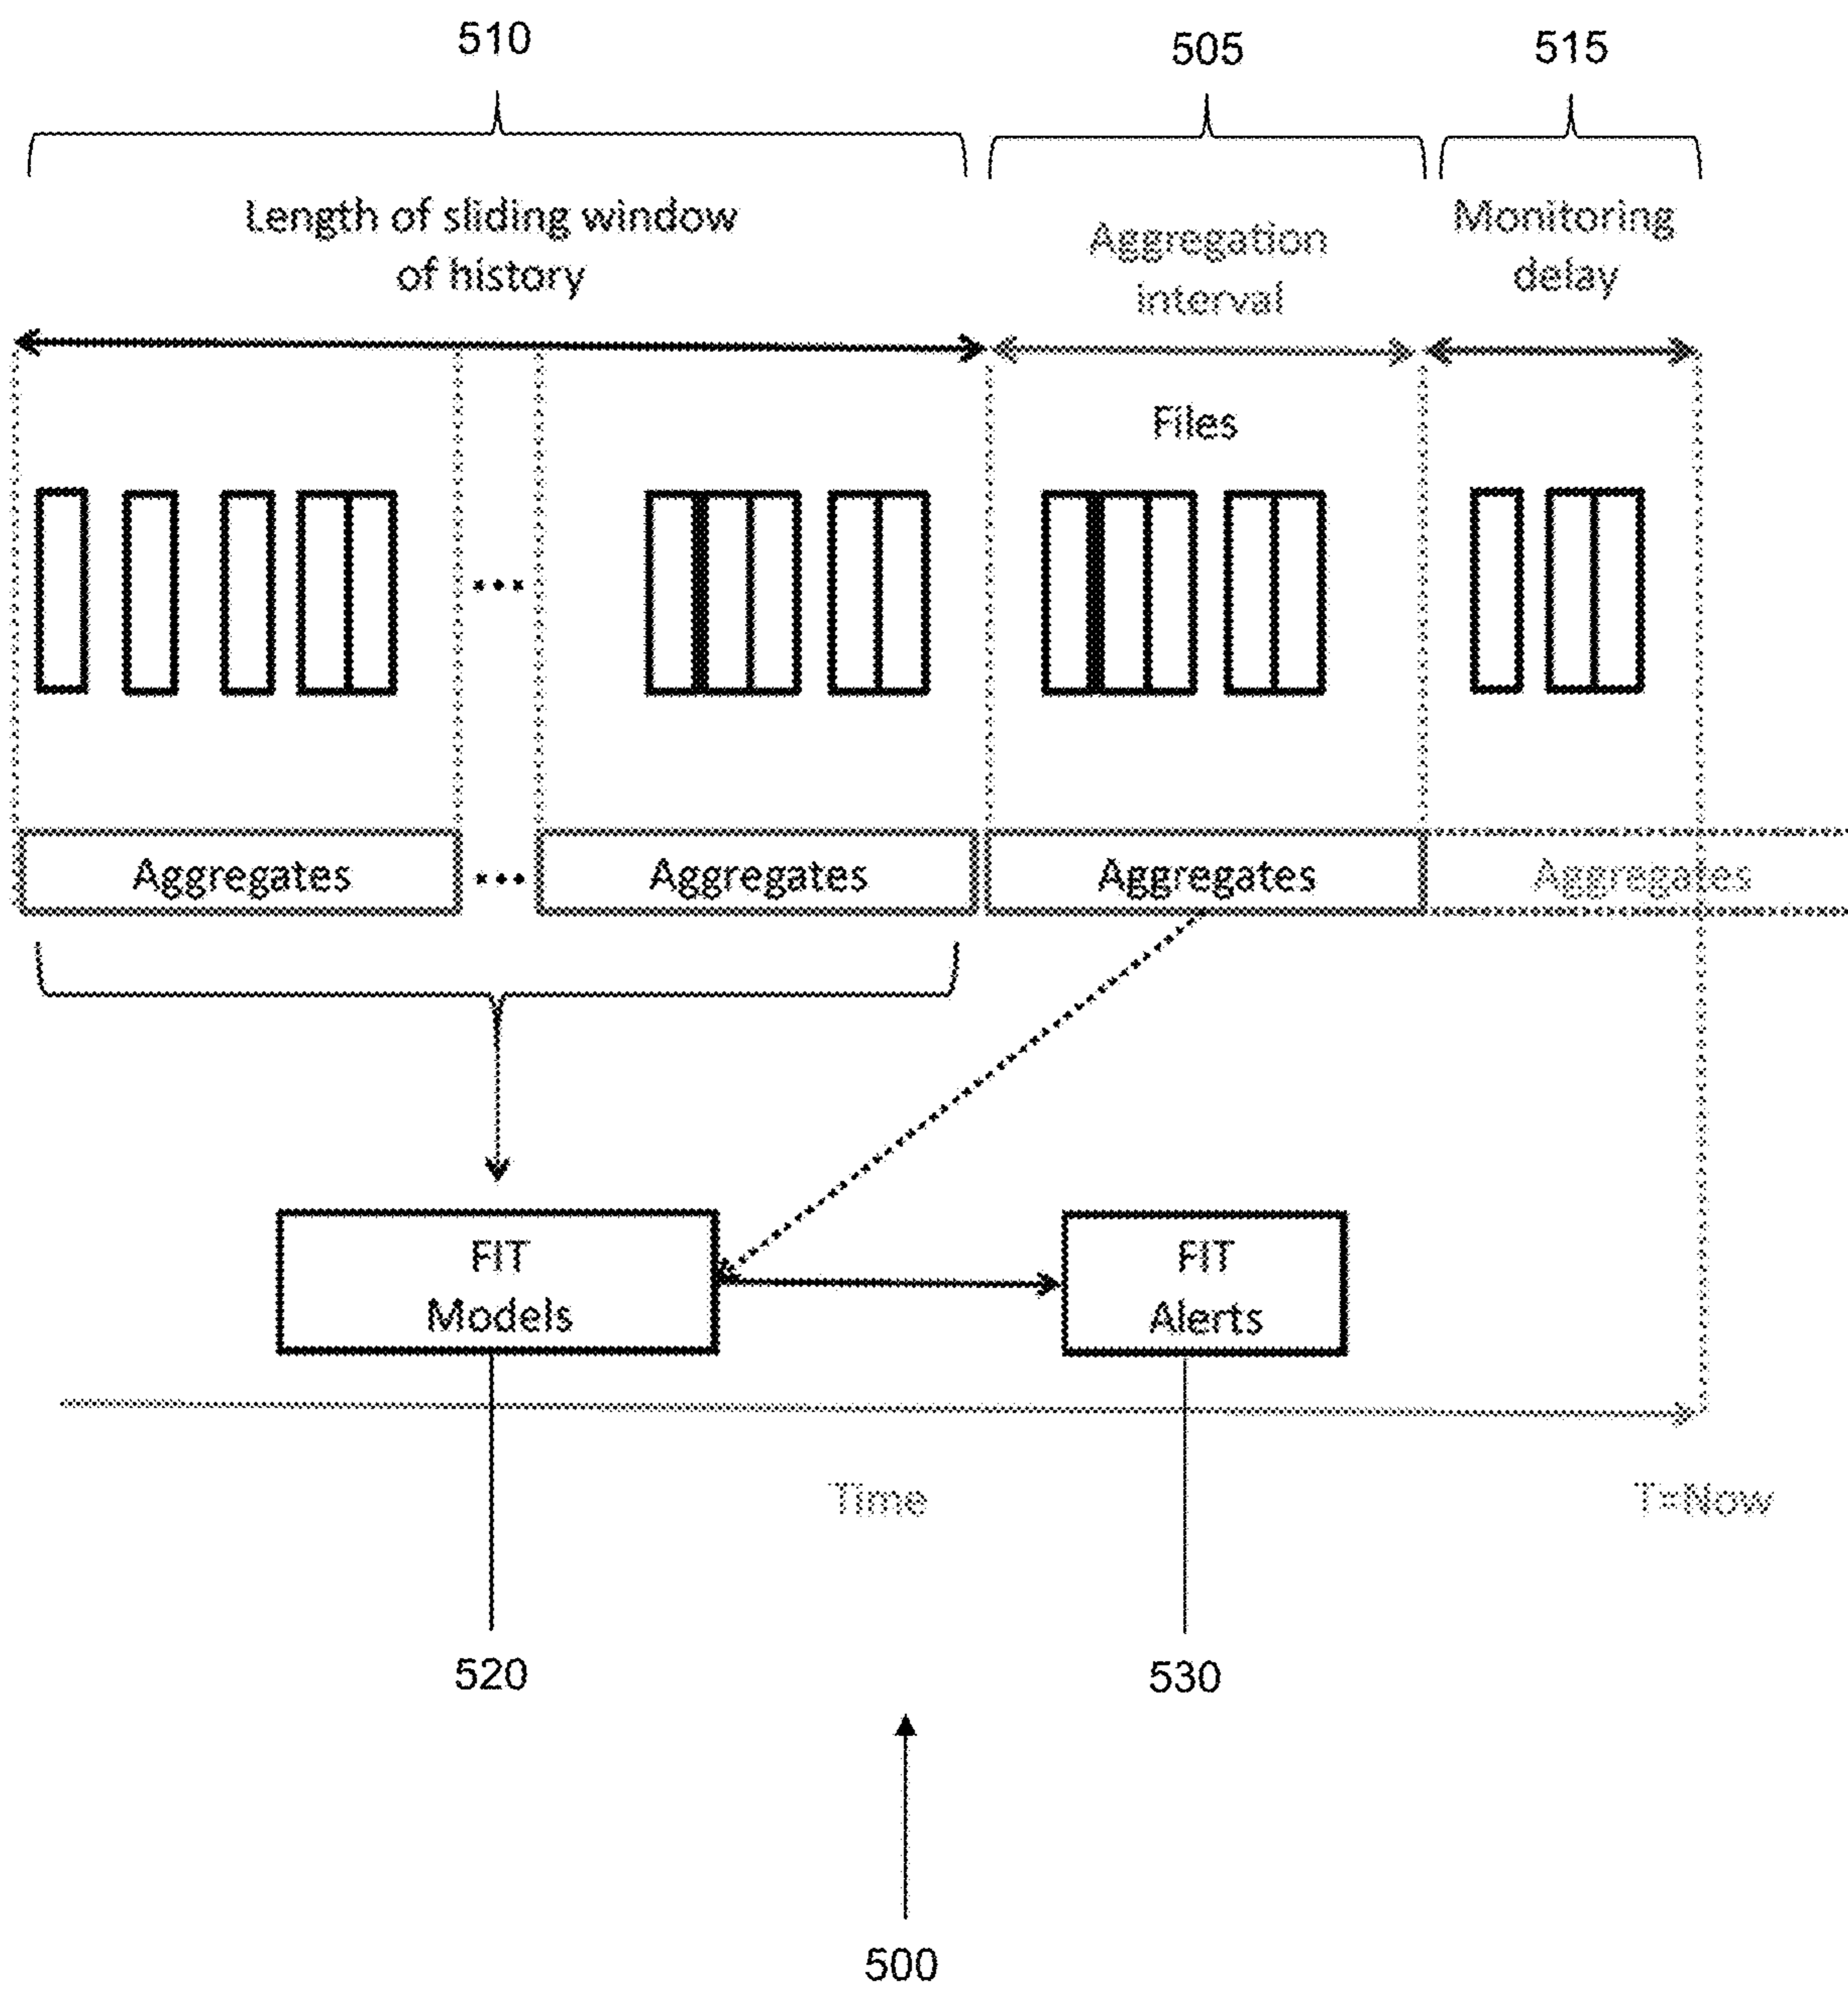 510
505
515
Length of sliding window
of history
Aggregation
interval
Monitoring
delay
Files
...
Aggregates
...
Aggregates
Aggregates
Aggregates
FIT
Models
FIT
Alerts
Time
T=Now
520
530
500